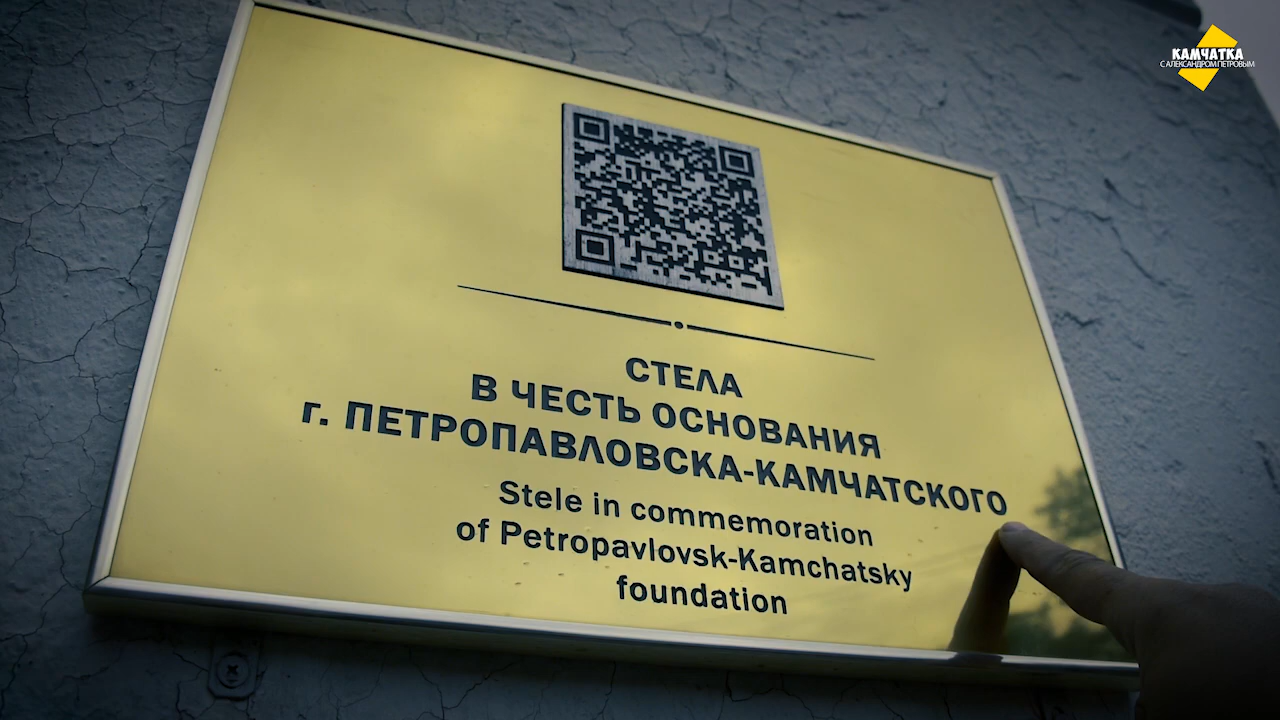 КАМЧАТКА
С АЛЕКСАНДРОМ ПЕТРОВЫМ
СТЕЛА
В ЧЕСТЬ ОСНОВАНИЯ
г. ПЕТРОПАВЛОВСКА-КАМЧАТСКОГО
Stele in commemoration
of Petropavlovsk-Kamchatsky
foundation